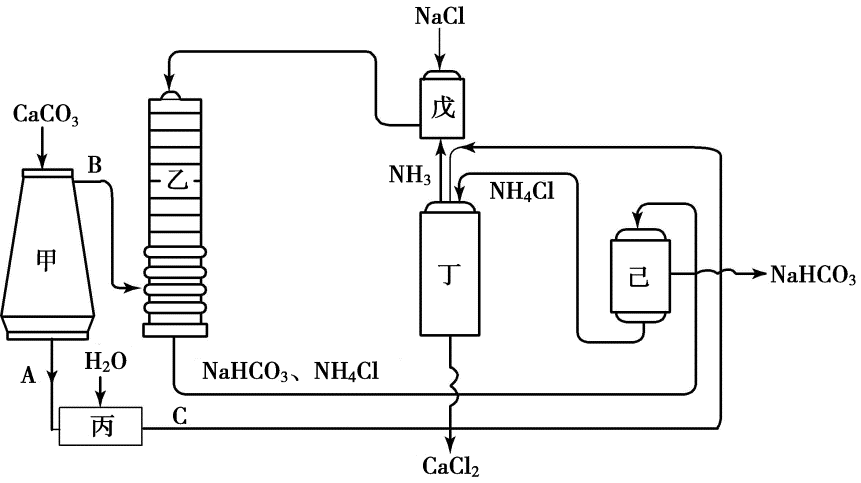 NaCl
戊
CaCO₃
B
乙
NH₃
NH₄Cl
甲
丁
己
NaHCO₃
A
H₂O
NaHCO₃、NH₄Cl
丙
C
CaCl₂